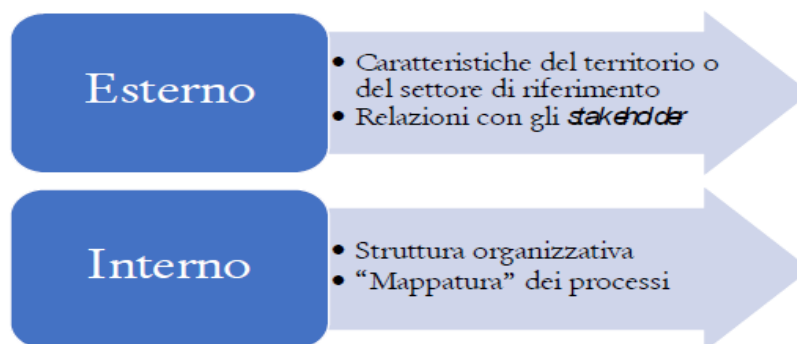 Esterno
• Caratteristiche del territorio o
del settore di riferimento
• Relazioni con gli stakeholder
Interno
• Struttura organizzativa
• “Mappatura” dei processi